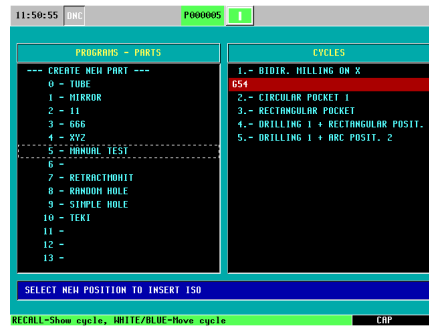 11:50:55 DNC P000005 1
PROGRAMS - PARTS
--- CREATE NEW PART ---
0 - TUBE
1 - MIRROR
2 - 11
3 - 666
4 - XYZ
5 - MANUAL TEST
6 -
7 - RETRACTMOHIT
8 - RANDOM HOLE
9 - SIMPLE HOLE
10 - TEKI
11 -
12 -
13 -
CYCLES
1.- BIDIR. MILLING ON X
G54
2.- CIRCULAR POCKET 1
3.- RECTANGULAR POCKET
4.- DRILLING 1 + RECTANGULAR POSIT.
5.- DRILLING 1 + ARC POSIT. 2
SELECT NEW POSITION TO INSERT ISO
RECALL-Show cycle, WHITE/BLUE-Move cycle CAP